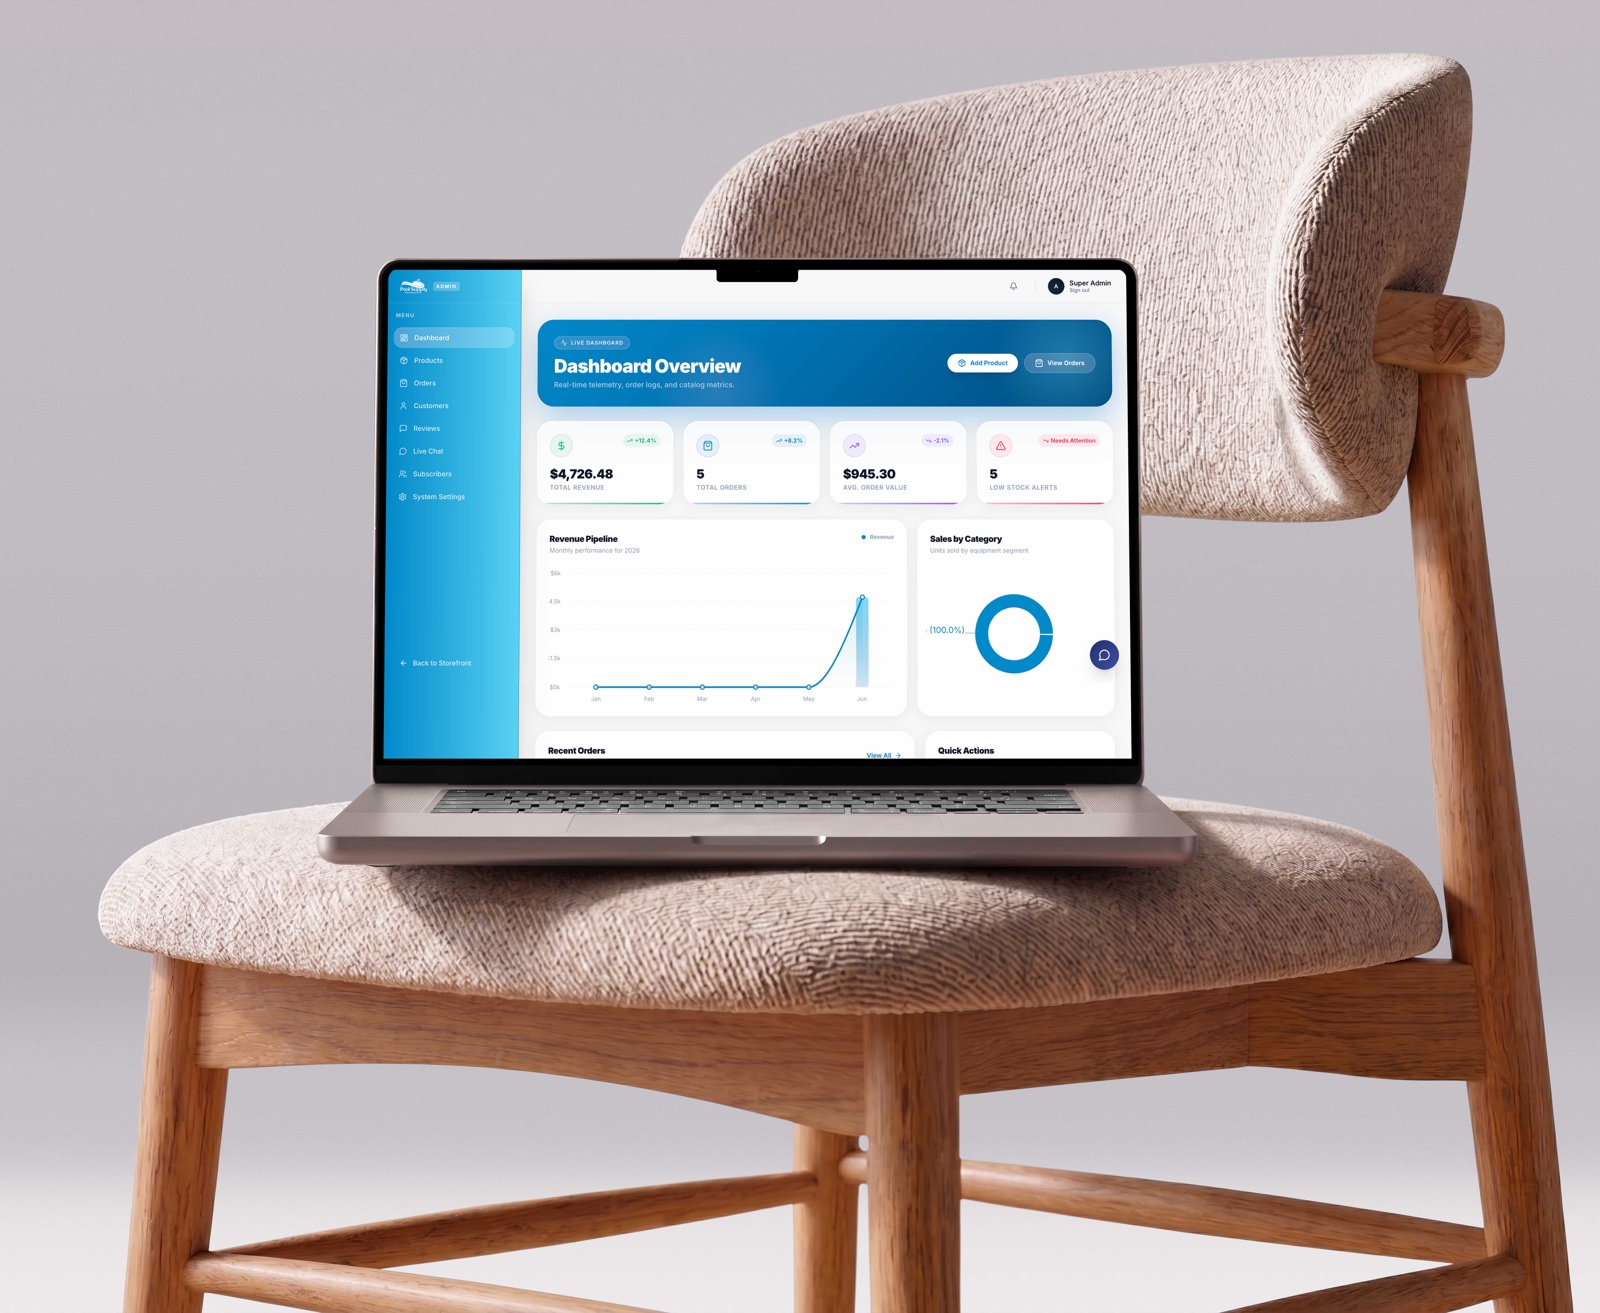 Pool Supply
ADMIN
Super Admin
Sign out
MENU
Dashboard
Products
Orders
Customers
Reviews
Live Chat
Subscribers
System Settings
Back to Storefront
LIVE DASHBOARD
Dashboard Overview
Real-time telemetry, order logs, and catalog metrics.
Add Product
View Orders
+12.4%
$4,726.48
TOTAL REVENUE
+8.2%
5
TOTAL ORDERS
-2.1%
$945.30
AVG. ORDER VALUE
Needs Attention
5
LOW STOCK ALERTS
Revenue Pipeline
Monthly performance for 2026
Revenue
$6k
4.5k
$3k
1.5k
$0k
Jan Feb Mar Apr May Jun
Sales by Category
Units sold by equipment segment
(100.0%)
Recent Orders
View All
Quick Actions